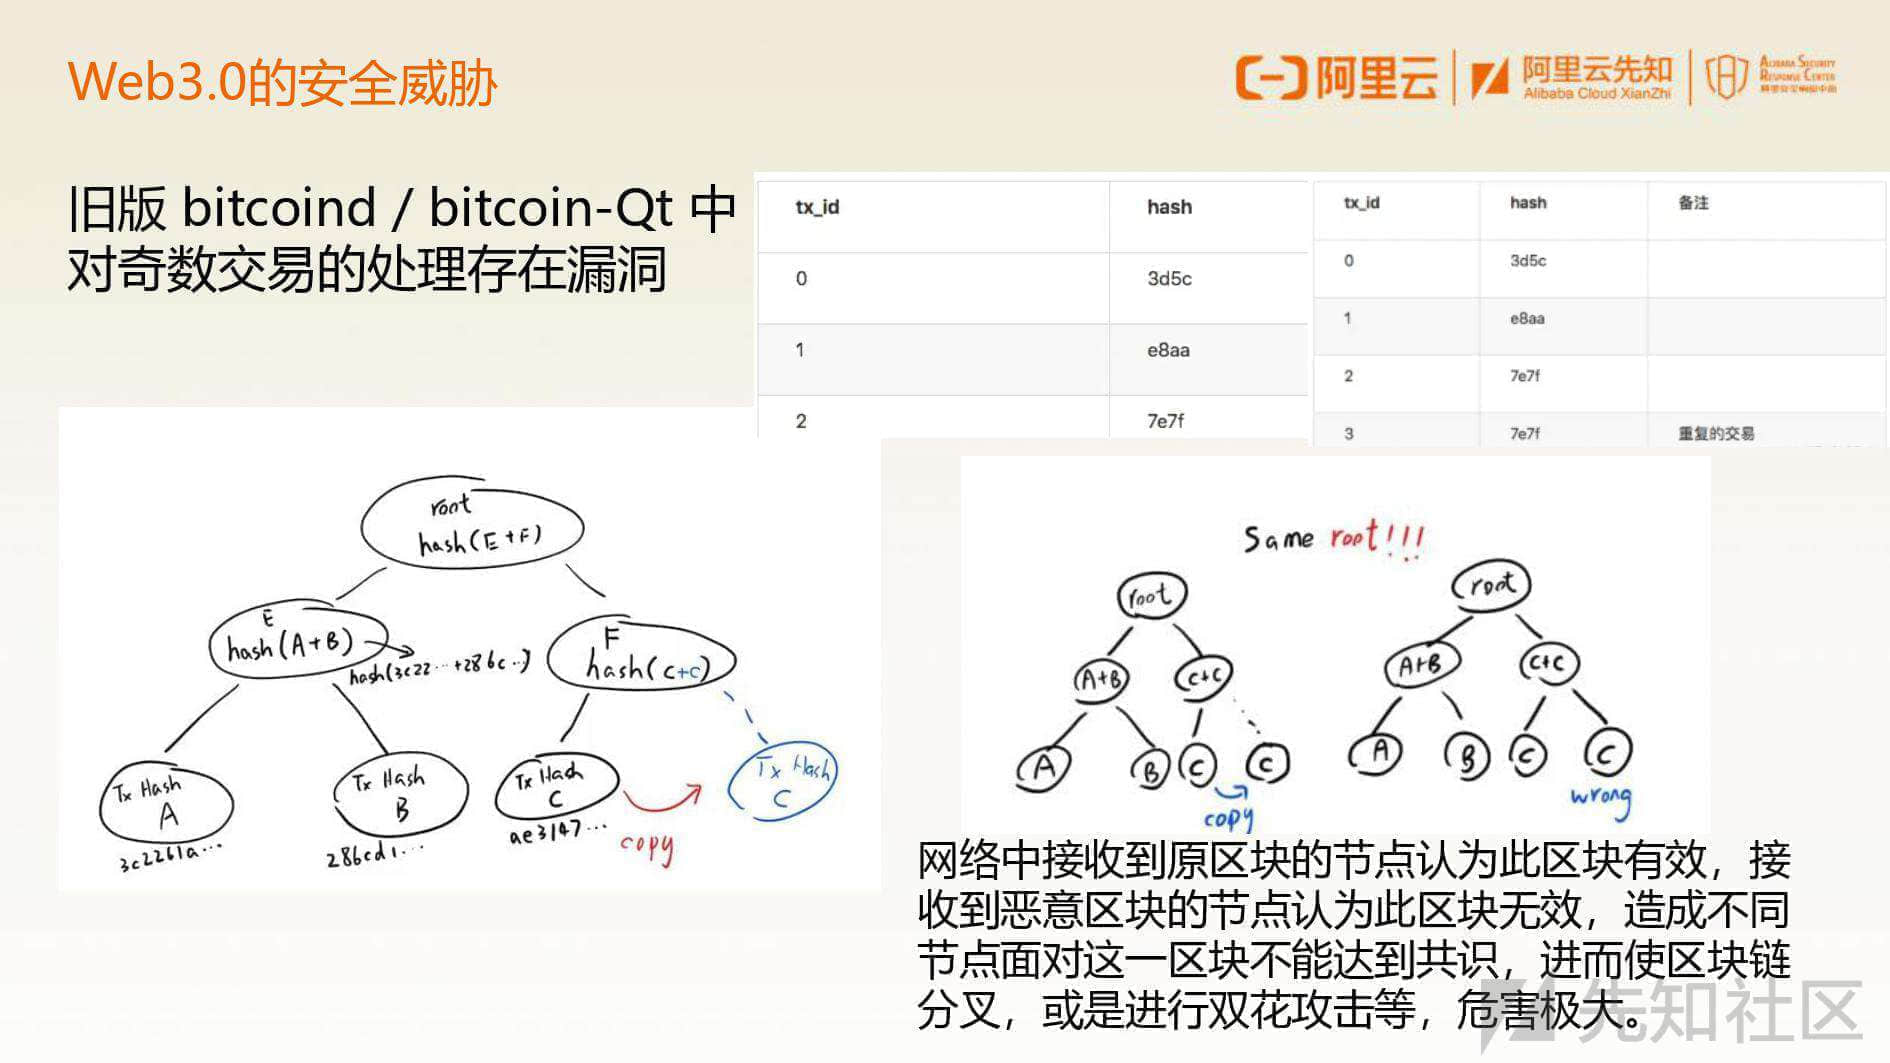 Web3.0的安全威胁
阿里云
阿里云先知
Alibaba Cloud XianZhi
ALIBABA SECURITY
RESPONSE CENTER
旧版 bitcoind / bitcoin-Qt 中
对奇数交易的处理存在漏洞
tx_id hash
0 3d5c
1 e8aa
2 7e7f
tx_id hash 备注
0 3d5c
1 e8aa
2 7e7f
3 7e7f 重复的交易
root
hash(E+F)
E
hash(A+B)
hash(3c22...+286c..)
F
hash(c+c)
Tx Hash
A
3c2261a...
Tx Hash
B
286cd1...
Tx Hash
C
ae3147...
copy
Tx Hash
C
Same root!!!
root
A+B
C+C
A
B
C
C
copy
root
A+B
C+C
A
B
C
C
wrong
网络中接收到原区块的节点认为此区块有效，接
收到恶意区块的节点认为此区块无效，造成不同
节点面对这一区块不能达到共识，进而使区块链
分叉，或是进行双花攻击等，危害极大。
先知社区